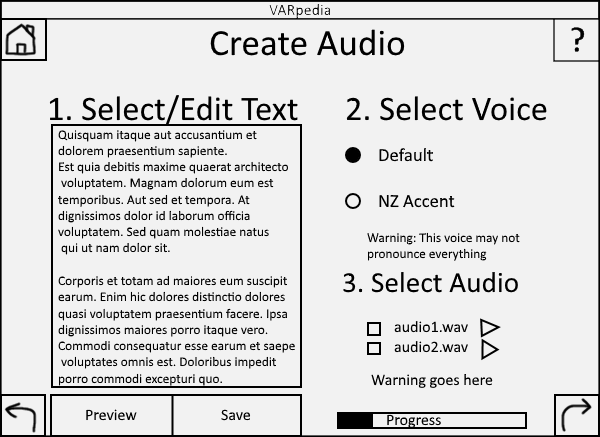 VARpedia
?
Create Audio
1. Select/Edit Text
Quisquam itaque aut accusantium et
dolorem praesentium sapiente.
Est quia debitis maxime quaerat architecto
voluptatem. Magnam dolorum eum est
temporibus. Aut sed et tempora. At
dignissimos dolor id laborum officia
voluptatem. Sed quam molestiae natus
qui ut nam dolor sit.
Corporis et totam ad maiores eum suscipit
earum. Enim hic dolores distinctio dolores
quasi voluptatem praesentium facere. Ipsa
dignissimos maiores porro itaque vero.
Commodi consequatur esse earum et saepe
voluptates omnis est. Doloribus impedit
porro commodi excepturi quo.
Preview
Save
2. Select Voice
Default
NZ Accent
Warning: This voice may not
pronounce everything
3. Select Audio
audio1.wav
audio2.wav
Warning goes here
Progress